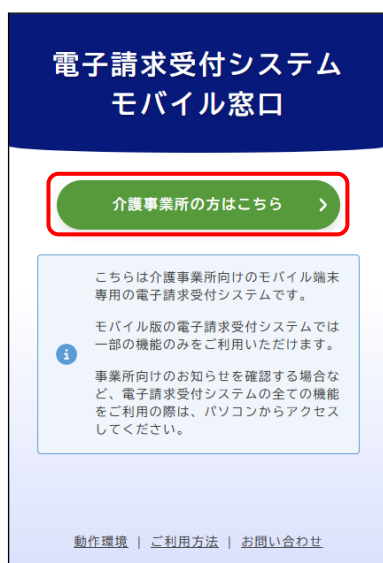 電子請求受付システム
モバイル窓口
介護事業所の方はこちら
こちらは介護事業所向けのモバイル端末
専用の電子請求受付システムです。
モバイル版の電子請求受付システムでは
一部の機能のみをご利用いただけます。
事業所向けのお知らせを確認する場合な
ど、電子請求受付システムの全ての機能
をご利用の際は、パソコンからアクセス
してください。
動作環境 | ご利用方法 | お問い合わせ